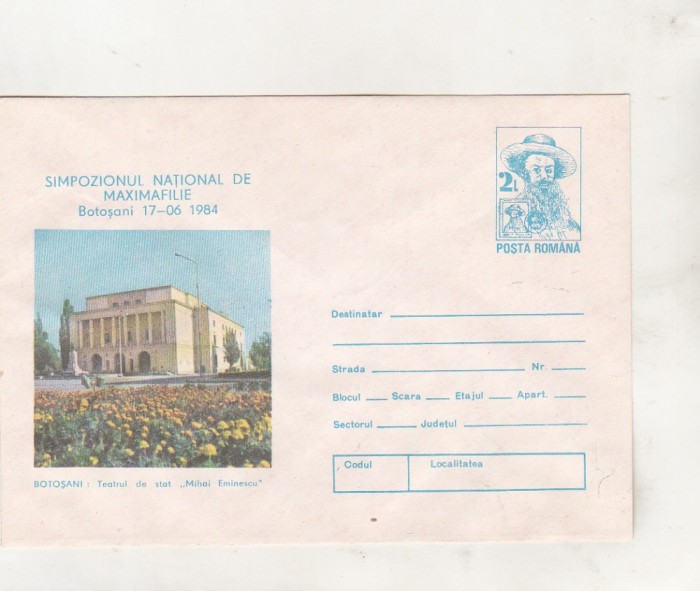 SIMPOZIONUL NAȚIONAL DE
MAXIMAFILIE
Botoșani 17–06 1984
BOTOȘANI : Teatrul de stat „Mihai Eminescu"
2L
POȘTA ROMÂNĂ
Destinatar
Strada Nr.
Blocul Scara Etajul Apart.
Sectorul Județul
Codul Localitatea